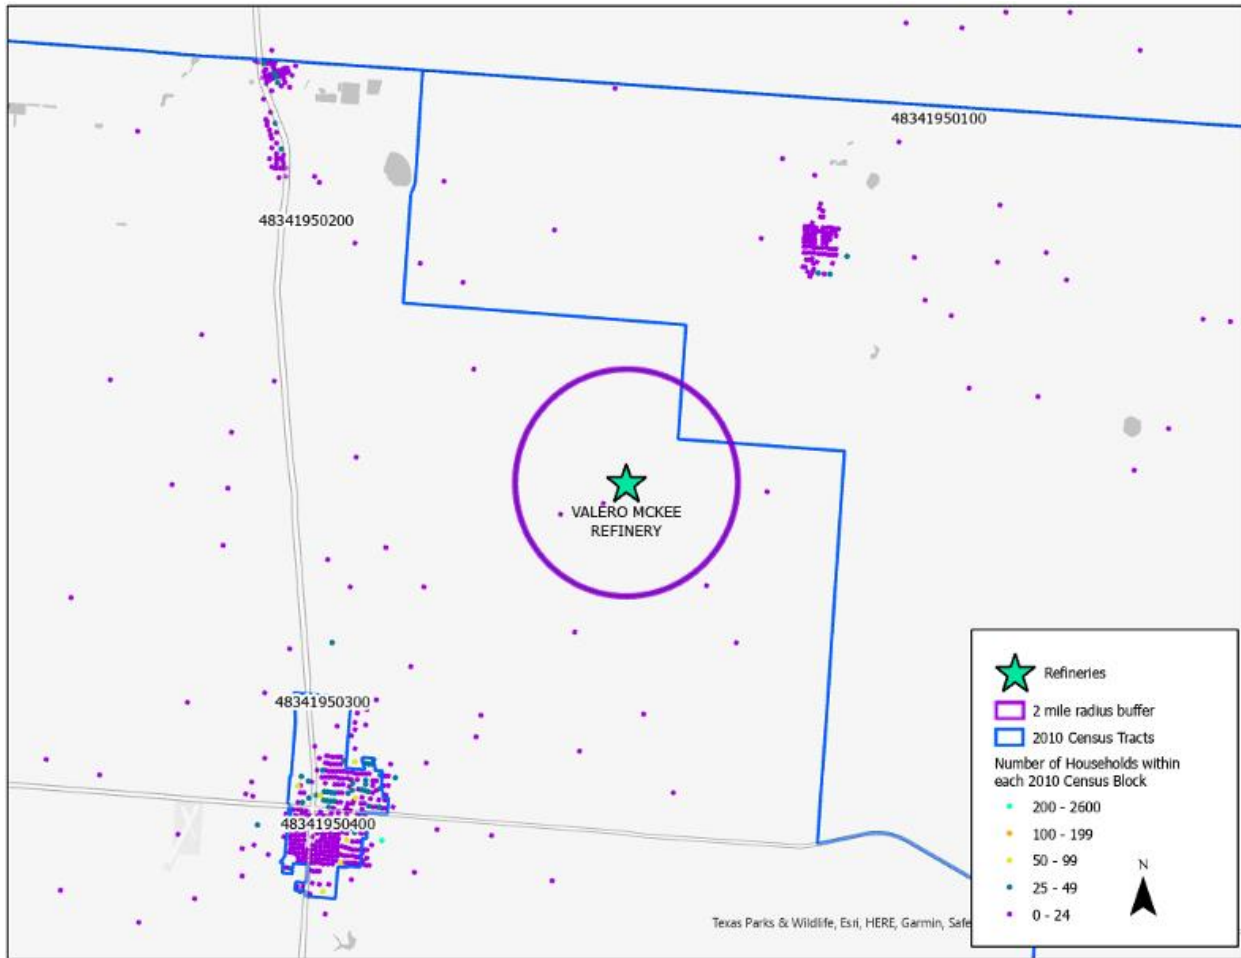 48341950100
48341950200
VALERO MCKEE
REFINERY
48341950300
48341950400
Refineries
2 mile radius buffer
2010 Census Tracts
Number of Households within
each 2010 Census Block
200 - 2600
100 - 199
50 - 99
25 - 49
0 - 24
N
Texas Parks & Wildlife, Esri, HERE, Garmin, Safe